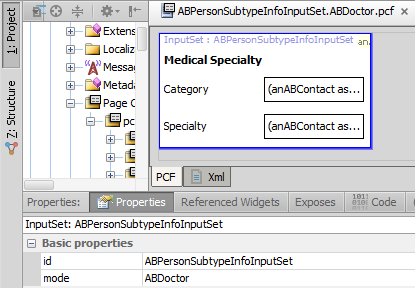 1: Project
Z: Structure
Extens
Localiz
Messag
Metada
Page C
pc
ABPersonSubtypeInfoInputSet.ABDoctor.pcf ×
InputSet : ABPersonSubtypeInfoInputSet an
Medical Specialty
Category (anABContact as...
Specialty (anABContact as...
PCF Xml
Properties: Properties Referenced Widgets Exposes Code
InputSet: ABPersonSubtypeInfoInputSet
Basic properties
id ABPersonSubtypeInfoInputSet
mode ABDoctor